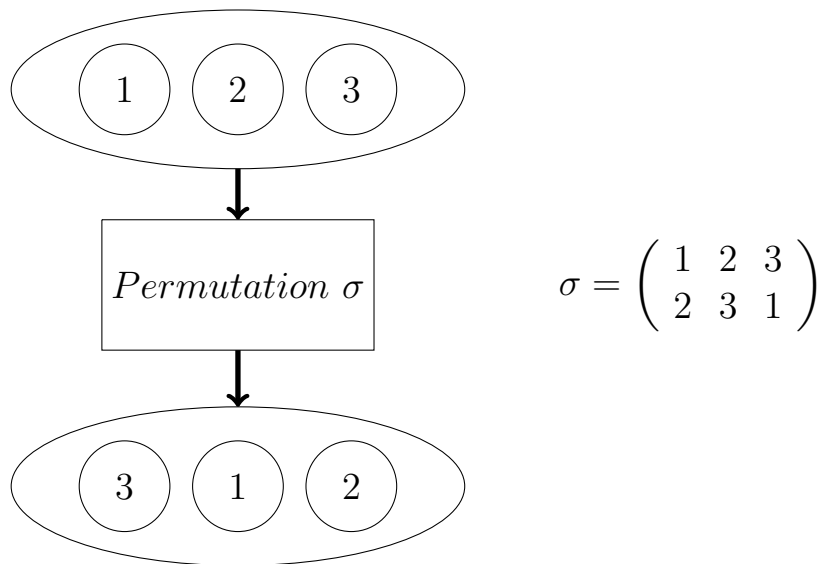 1 2 3
Permutation σ
σ = ( 1 2 3
2 3 1 )
3 1 2